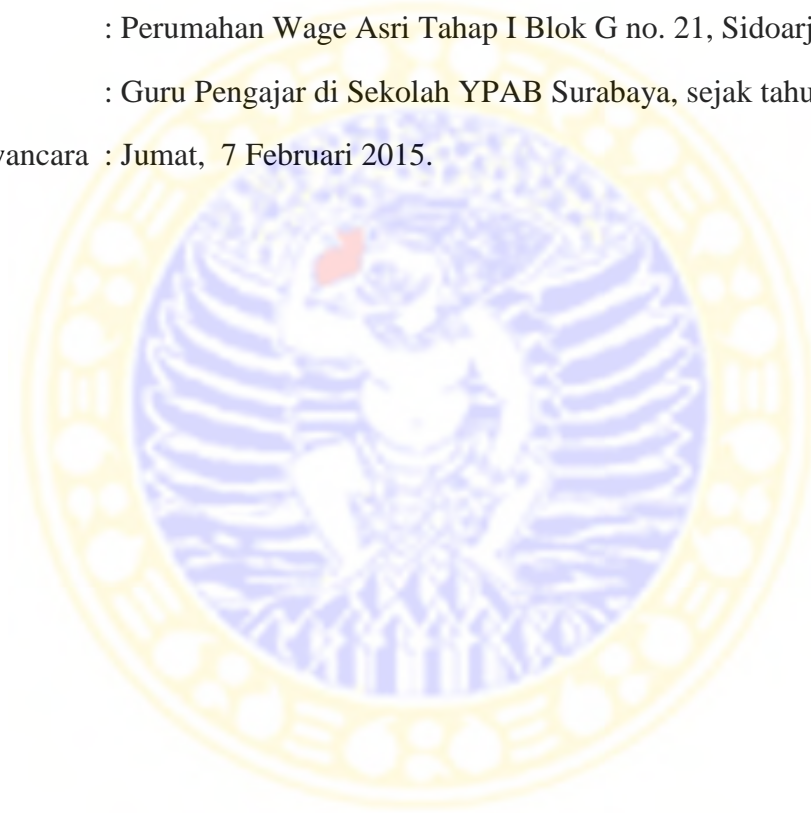 : Perumahan Wage Asri Tahap I Blok G no. 21, Sidoarj
: Guru Pengajar di Sekolah YPAB Surabaya, sejak tahu
vancara : Jumat, 7 Februari 2015.